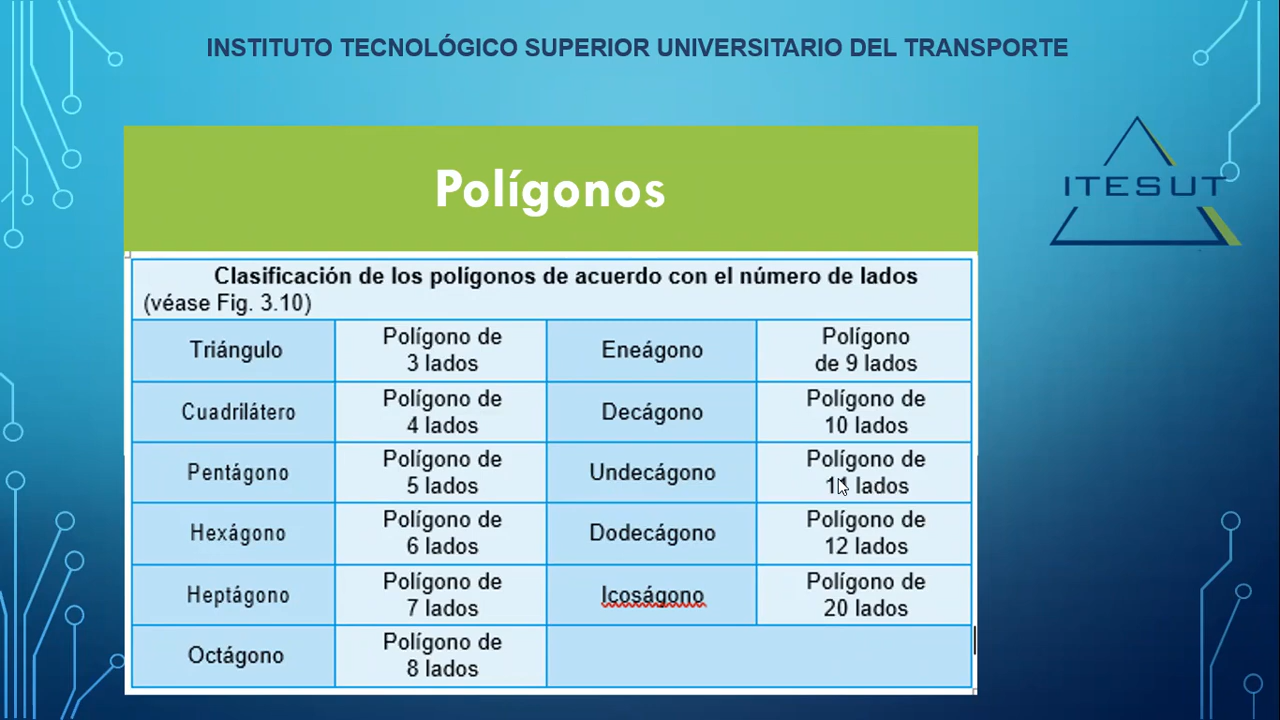 INSTITUTO TECNOLÓGICO SUPERIOR UNIVERSITARIO DEL TRANSPORTE
ITESUT
Polígonos
Clasificación de los polígonos de acuerdo con el número de lados
(véase Fig. 3.10)
Triángulo
Polígono de
3 lados
Eneágono
Polígono
de 9 lados
Cuadrilátero
Polígono de
4 lados
Decágono
Polígono de
10 lados
Pentágono
Polígono de
5 lados
Undecágono
Polígono de
11 lados
Hexágono
Polígono de
6 lados
Dodecágono
Polígono de
12 lados
Heptágono
Polígono de
7 lados
Icoságono
Polígono de
20 lados
Octágono
Polígono de
8 lados